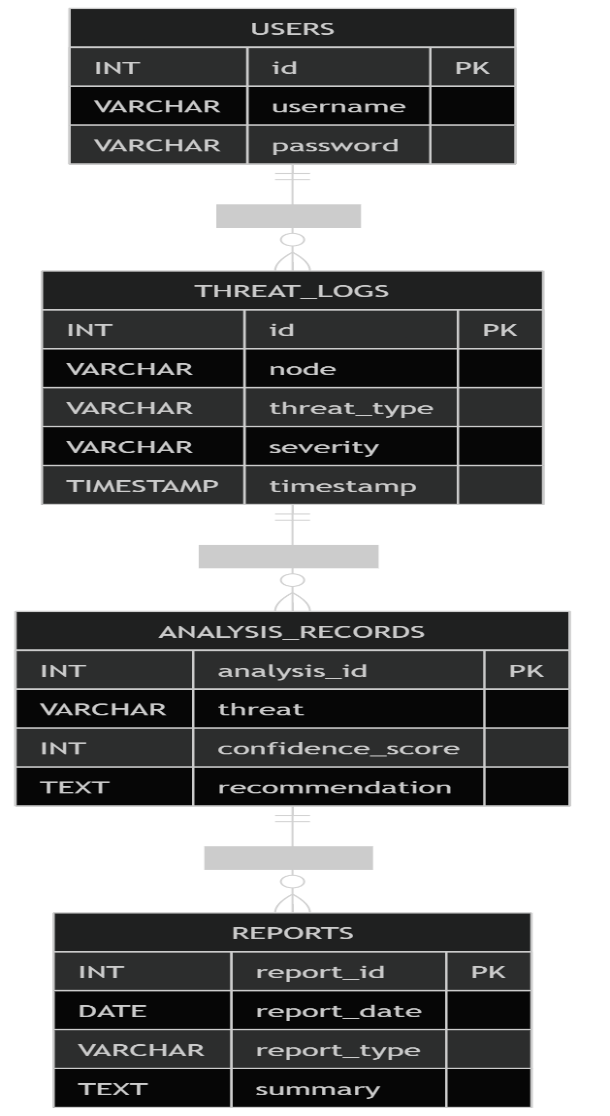 USERS
INT id PK
VARCHAR username
VARCHAR password
THREAT_LOGS
INT id PK
VARCHAR node
VARCHAR threat_type
VARCHAR severity
TIMESTAMP timestamp
ANALYSIS_RECORDS
INT analysis_id PK
VARCHAR threat
INT confidence_score
TEXT recommendation
REPORTS
INT report_id PK
DATE report_date
VARCHAR report_type
TEXT summary